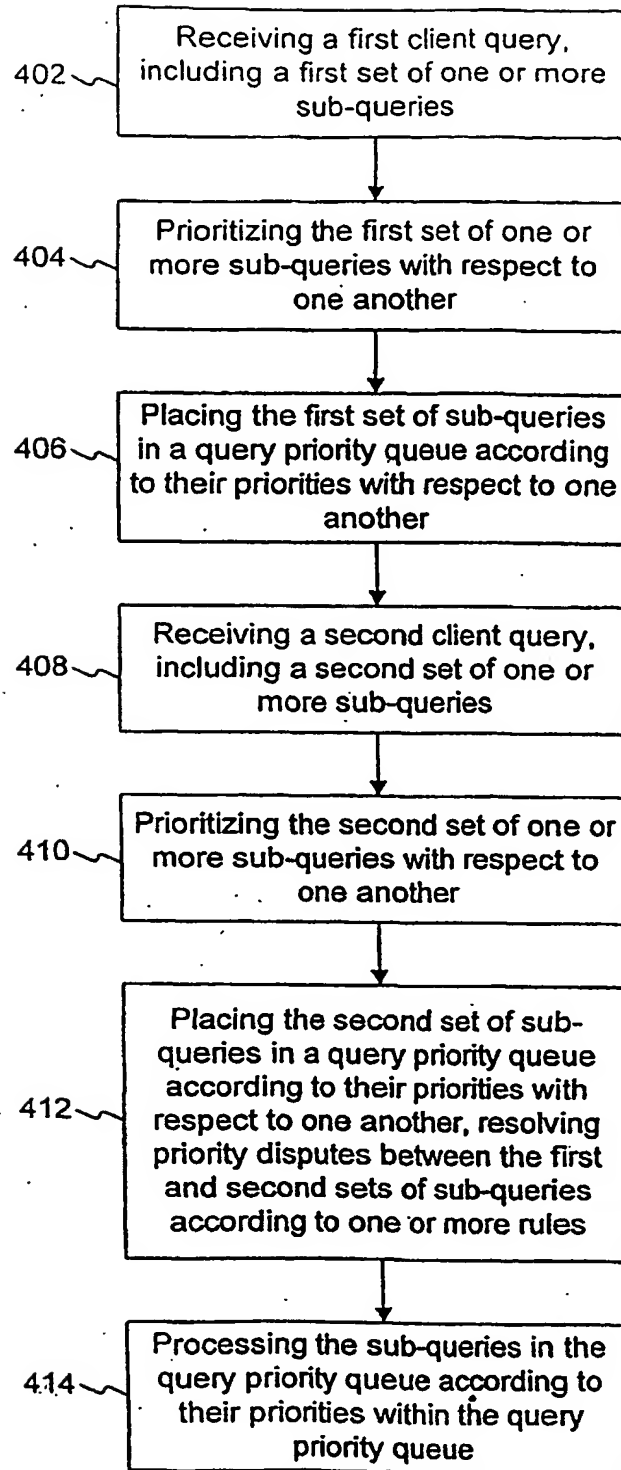 402
Receiving a first client query,
including a first set of one or more
sub-queries
404
Prioritizing the first set of one or
more sub-queries with respect to
one another
406
Placing the first set of sub-queries
in a query priority queue according
to their priorities with respect to one
another
408
Receiving a second client query,
including a second set of one or
more sub-queries
410
Prioritizing the second set of one or
more sub-queries with respect to
one another
412
Placing the second set of sub-
queries in a query priority queue
according to their priorities with
respect to one another, resolving
priority disputes between the first
and second sets of sub-queries
according to one or more rules
414
Processing the sub-queries in the
query priority queue according to
their priorities within the query
priority queue